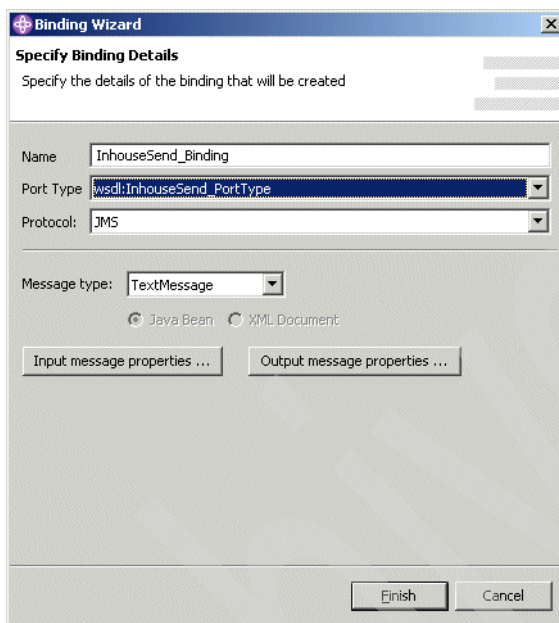 Binding Wizard
Specify Binding Details
Specify the details of the binding that will be created
Name InhouseSend_Binding
Port Type wsdl:InhouseSend_PortType
Protocol: JMS
Message type: TextMessage
Java Bean XML Document
Input message properties ... Output message properties ...
Finish Cancel